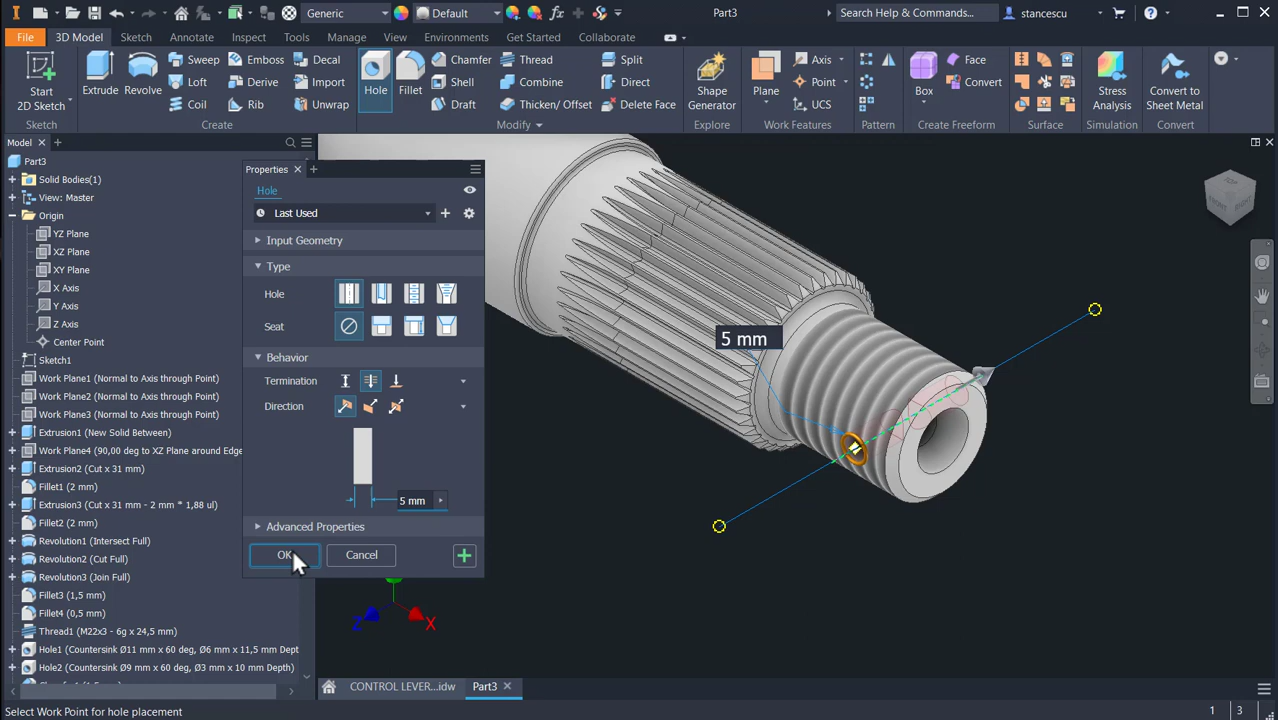 Generic
Default
Part3
Search Help & Commands...
stancescu
File
3D Model
Sketch
Annotate
Inspect
Tools
Manage
View
Environments
Get Started
Collaborate
Start
2D Sketch
Extrude
Revolve
Sweep
Loft
Coil
Emboss
Derive
Rib
Decal
Import
Unwrap
Hole
Fillet
Chamfer
Shell
Draft
Thread
Combine
Thicken/ Offset
Split
Direct
Delete Face
Shape
Generator
Plane
Axis
Point
UCS
Box
Face
Convert
Stress
Analysis
Convert to
Sheet Metal
Sketch
Create
Modify
Explore
Work Features
Pattern
Create Freeform
Surface
Simulation
Convert
Model
Part3
Solid Bodies(1)
View: Master
Origin
YZ Plane
XZ Plane
XY Plane
X Axis
Y Axis
Z Axis
Center Point
Sketch1
Work Plane1 (Normal to Axis through Point)
Work Plane2 (Normal to Axis through Point)
Work Plane3 (Normal to Axis through Point)
Extrusion1 (New Solid Between)
Work Plane4 (90,00 deg to XZ Plane around Edge
Extrusion2 (Cut x 31 mm)
Fillet1 (2 mm)
Extrusion3 (Cut x 31 mm - 2 mm * 1,88 ul)
Fillet2 (2 mm)
Revolution1 (Intersect Full)
Revolution2 (Cut Full)
Revolution3 (Join Full)
Fillet3 (1,5 mm)
Fillet4 (0,5 mm)
Thread1 (M22x3 - 6g x 24,5 mm)
Hole1 (Countersink Ø11 mm x 60 deg, Ø6 mm x 11,5 mm Dept
Hole2 (Countersink Ø9 mm x 60 deg, Ø3 mm x 10 mm Depth)
Properties
Hole
Last Used
Input Geometry
Type
Hole
Seat
Behavior
Termination
Direction
5 mm
Advanced Properties
OK
Cancel
5 mm
TOP
FRONT
RIGHT
Z
X
CONTROL LEVER...idw
Part3
Select Work Point for hole placement
1
3